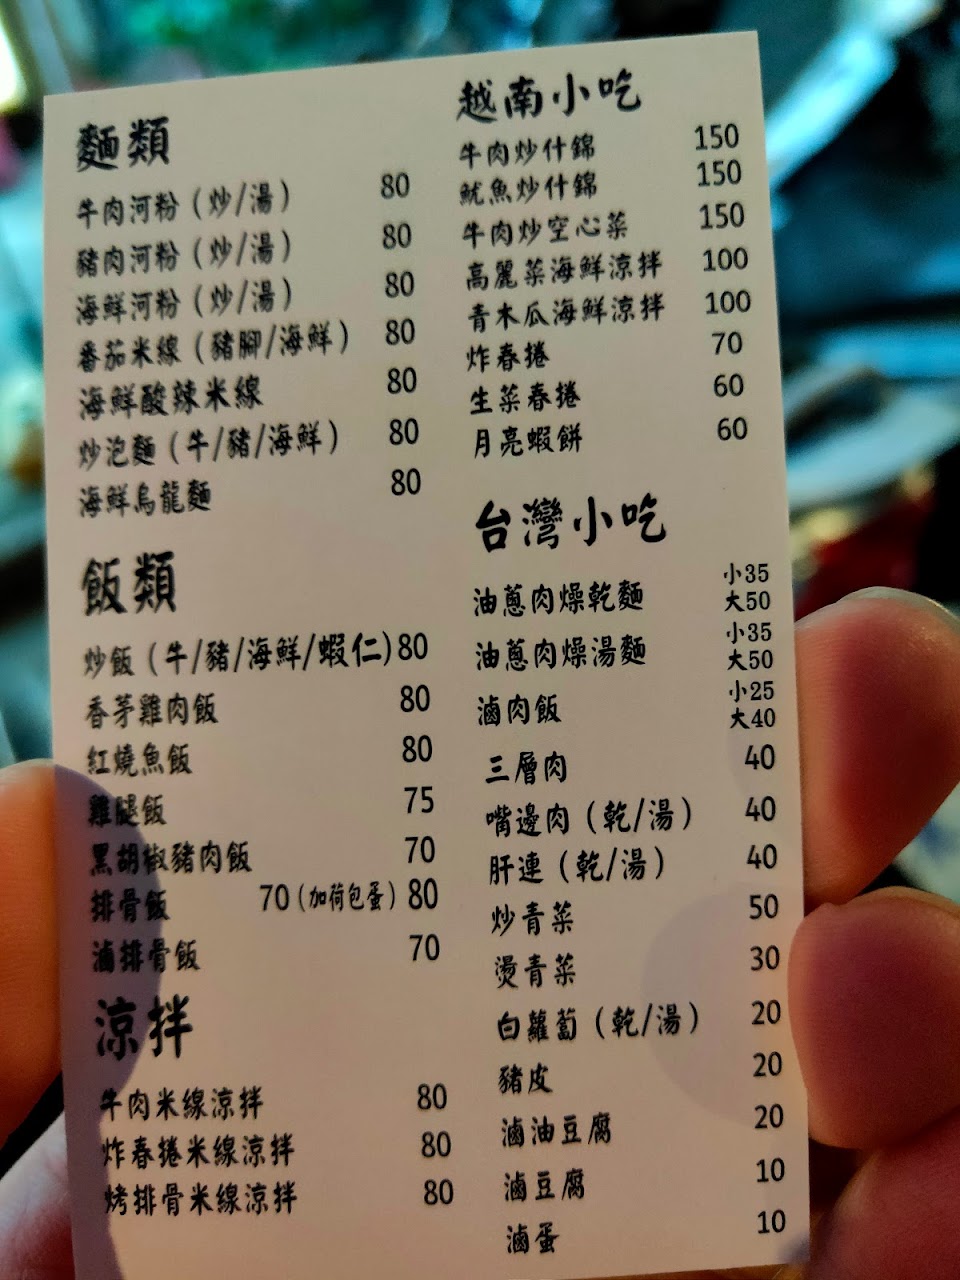 麵類
牛肉河粉（炒/湯） 80
豬肉河粉（炒/湯） 80
海鮮河粉（炒/湯） 80
番茄米線（豬腳/海鮮） 80
海鮮酸辣米線 80
炒泡麵（牛/豬/海鮮） 80
海鮮烏龍麵 80
飯類
炒飯（牛/豬/海鮮/蝦仁)80
香茅雞肉飯 80
紅燒魚飯 80
雞腿飯 75
黑胡椒豬肉飯 70
排骨飯 70（加荷包蛋）80
滷排骨飯 70
涼拌
牛肉米線涼拌 80
炸春捲米線涼拌 80
烤排骨米線涼拌 80
越南小吃
牛肉炒什錦 150
魷魚炒什錦 150
牛肉炒空心菜 150
高麗菜海鮮涼拌 100
青木瓜海鮮涼拌 100
炸春捲 70
生菜春捲 60
月亮蝦餅 60
台灣小吃
油蔥肉燥乾麵 小35
大50
油蔥肉燥湯麵 小35
大50
滷肉飯 小25
大40
三層肉 40
嘴邊肉（乾/湯） 40
肝連（乾/湯） 40
炒青菜 50
燙青菜 30
白蘿蔔（乾/湯） 20
豬皮 20
滷油豆腐 20
滷豆腐 10
滷蛋 10